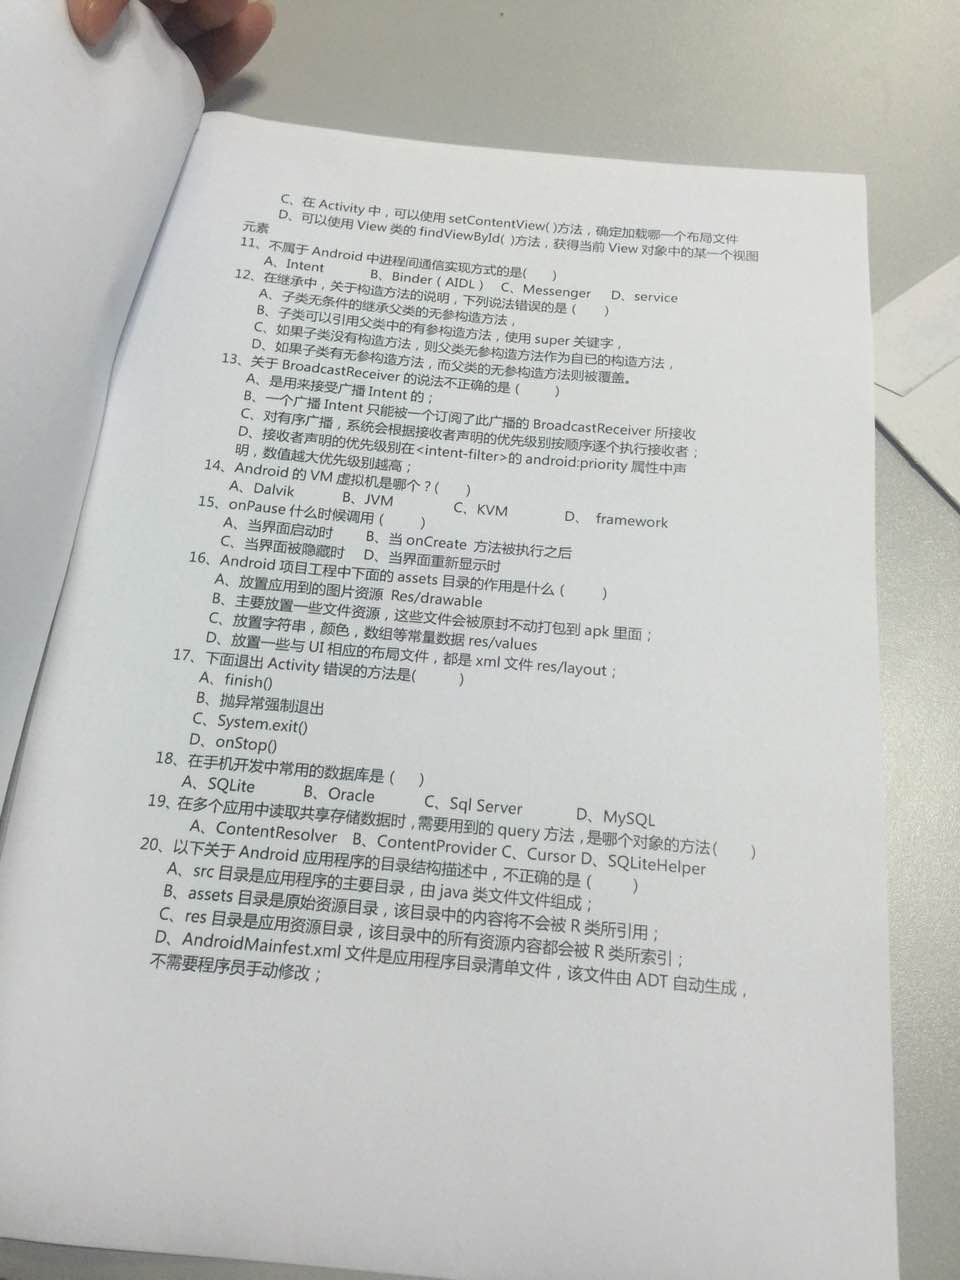 C、在 Activity 中，可以使用 setContentView( )方法，确定加载哪一个布局文件
D、可以使用 View 类的 findViewById( )方法，获得当前 View 对象中的某一个视图
元素
11、不属于 Android 中进程间通信实现方式的是( )
A、Intent B、Binder（AIDL） C、Messenger D、service
12、在继承中，关于构造方法的说明，下列说法错误的是（ ）
A、子类无条件的继承父类的无参构造方法，
B、子类可以引用父类中的有参构造方法，使用 super 关键字，
C、如果子类没有构造方法，则父类无参构造方法作为自已的构造方法，
D、如果子类有无参构造方法，而父类的无参构造方法则被覆盖。
13、关于 BroadcastReceiver 的说法不正确的是（ ）
A、是用来接受广播 Intent 的；
B、一个广播 Intent 只能被一个订阅了此广播的 BroadcastReceiver 所接收
C、对有序广播，系统会根据接收者声明的优先级别按顺序逐个执行接收者；
D、接收者声明的优先级别在<intent-filter>的 android:priority 属性中声
明，数值越大优先级别越高；
14、Android 的 VM 虚拟机是哪个？( )
A、Dalvik B、JVM C、KVM D、 framework
15、onPause 什么时候调用（ ）
A、当界面启动时 B、当 onCreate 方法被执行之后
C、当界面被隐藏时 D、当界面重新显示时
16、Android 项目工程中下面的 assets 目录的作用是什么（ ）
A、放置应用到的图片资源 Res/drawable
B、主要放置一些文件资源，这些文件会被原封不动打包到 apk 里面；
C、放置字符串，颜色，数组等常量数据 res/values
D、放置一些与 UI 相应的布局文件，都是 xml 文件 res/layout；
17、下面退出 Activity 错误的方法是( )
A、finish()
B、抛异常强制退出
C、System.exit()
D、onStop()
18、在手机开发中常用的数据库是（ ）
A、SQLite B、Oracle C、Sql Server D、MySQL
19、在多个应用中读取共享存储数据时，需要用到的 query 方法，是哪个对象的方法( )
A、ContentResolver B、ContentProvider C、Cursor D、SQLiteHelper
20、以下关于 Android 应用程序的目录结构描述中，不正确的是（ ）
A、src 目录是应用程序的主要目录，由 java 类文件文件组成；
B、assets 目录是原始资源目录，该目录中的内容将不会被 R 类所引用；
C、res 目录是应用资源目录，该目录中的所有资源内容都会被 R 类所索引；
D、AndroidMainfest.xml 文件是应用程序目录清单文件，该文件由 ADT 自动生成，
不需要程序员手动修改；